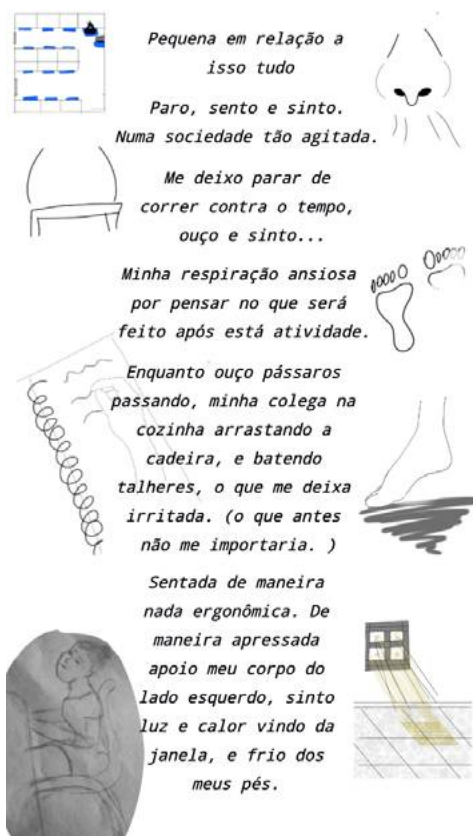 Pequena em relação a
isso tudo
Paro, sento e sinto.
Numa sociedade tão agitada.
Me deixo parar de
correr contra o tempo,
ouço e sinto...
Minha respiração ansiosa
por pensar no que será
feito após está atividade.
Enquanto ouço pássaros
passando, minha colega na
cozinha arrastando a
cadeira, e batendo
talheres, o que me deixa
irritada. (o que antes
não me importaria. )
Sentada de maneira
nada ergonômica. De
maneira apressada
apoio meu corpo do
lado esquerdo, sinto
luz e calor vindo da
janela, e frio dos
meus pés.